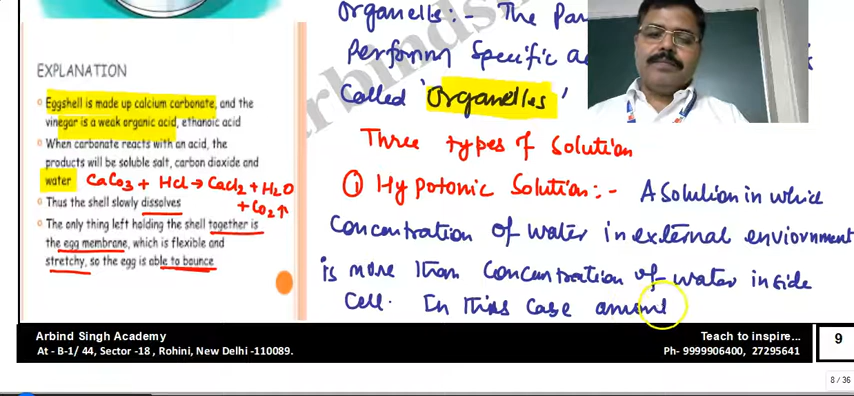 EXPLANATION
Eggshell is made up calcium carbonate, and the
vinegar is a weak organic acid, ethanoic acid
When carbonate reacts with an acid, the
products will be soluble salt, carbon dioxide and
water
CaCo3 + Hcl → Cacl2 + H2O
+ Co2↑
Thus the shell slowly dissolves
The only thing left holding the shell together is
the egg membrane, which is flexible and
stretchy, so the egg is able to bounce
Organelles:- The Par
Performing Specific ac
Called 'Organelles'
Three types of Solution
① Hypotonic Solution:- A Solution in which
Concentration of water in external enviornment
is more than Concentration of water inside
Cell. In this Case amount
Arbind Singh Academy
At - B-1/ 44, Sector -18, Rohini, New Delhi -110089.
Teach to inspire...
Ph- 9999906400, 27295641
9
8 / 36